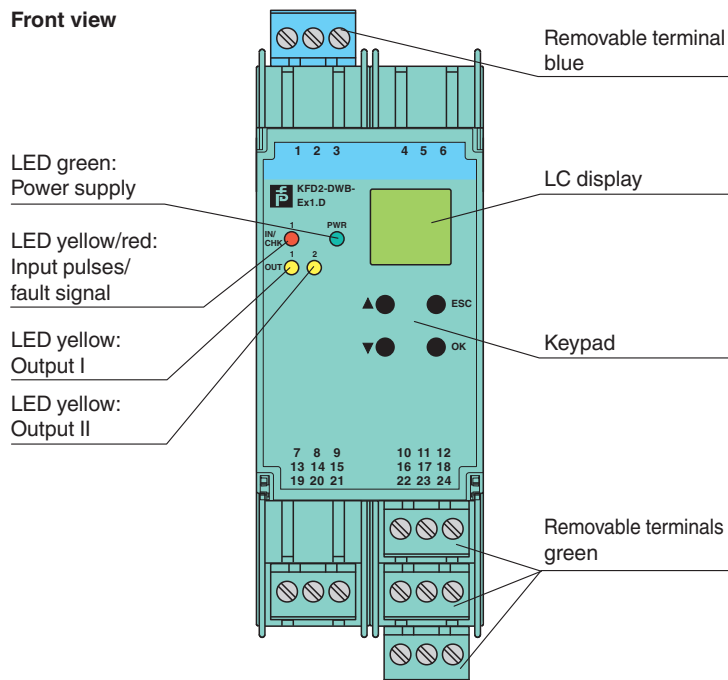 Front view
Removable terminal
blue
1 2 3 4 5 6
LED green:
Power supply
KFD2-DWB-
Ex1.D
LC display
LED yellow/red:
Input pulses/
fault signal
1
IN/
CHK
PWR
1 2
OUT
▲ ESC
▼ OK
LED yellow:
Output I
Keypad
LED yellow:
Output II
7 8 9 10 11 12
13 14 15 16 17 18
19 20 21 22 23 24
Removable terminals
green